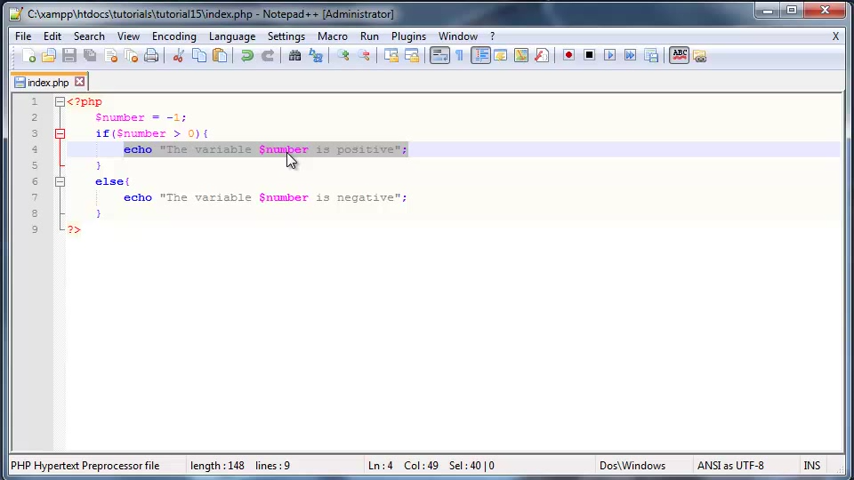 C:\xampp\htdocs\tutorials\tutorial15\index.php - Notepad++ [Administrator]
File Edit Search View Encoding Language Settings Macro Run Plugins Window ? X
ABC
index.php
1 <?php
2 $number = -1;
3 if($number > 0){
4 echo "The variable $number is positive";
5 }
6 else{
7 echo "The variable $number is negative";
8 }
9 ?>
PHP Hypertext Preprocessor file length : 148 lines : 9 Ln : 4 Col : 49 Sel : 40 | 0 Dos\Windows ANSI as UTF-8 INS